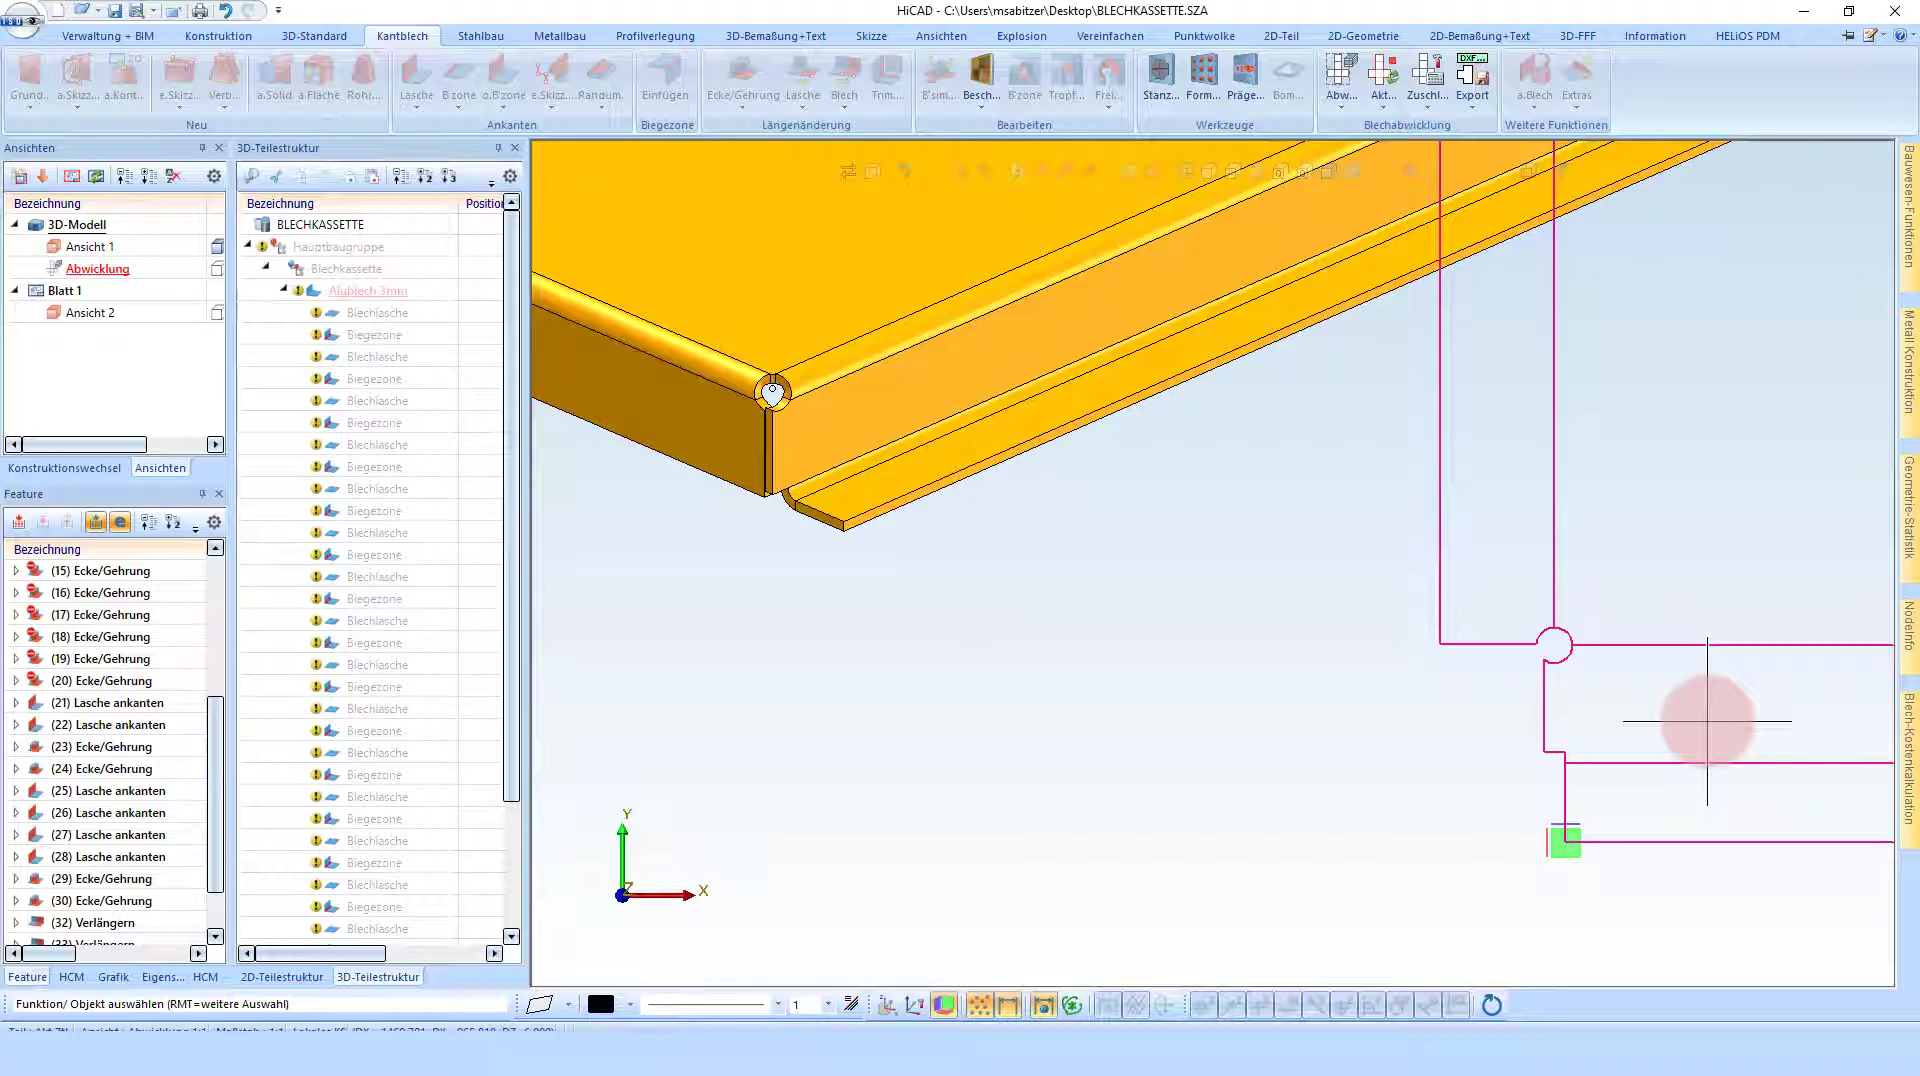 HiCAD - C:\Users\msabitzer\Desktop\BLECHKASSETTE.SZA
ISD
Verwaltung + BIM Konstruktion 3D-Standard Kantblech Stahlbau Metallbau Profilverlegung 3D-Bemaßung+Text Skizze Ansichten Explosion Vereinfachen Punktwolke 2D-Teil 2D-Geometrie 2D-Bemaßung+Text 3D-FFF Information HELiOS PDM
Grund... a.Skizz... a.Kont... e.Skizz... Verb... a.Solid a.Fläche Rohr... Lasche B zone o.B'zone e.Skizz... Randum... Einfügen Ecke/Gehrung Lasche Blech Trim... B'sim... Besch... B'zone Tropf... Frei... Stanz... Form... Präge... Bom... Abw... Akt... Zuschl... DXF... Export a.Blech Extras
Neu Ankanten Biegezone Längenänderung Bearbeiten Werkzeuge Blechabwicklung Weitere Funktionen
Ansichten
Bezeichnung
3D-Modell
Ansicht 1
Abwicklung
Blatt 1
Ansicht 2
Konstruktionswechsel Ansichten
Feature
Bezeichnung
(15) Ecke/Gehrung
(16) Ecke/Gehrung
(17) Ecke/Gehrung
(18) Ecke/Gehrung
(19) Ecke/Gehrung
(20) Ecke/Gehrung
(21) Lasche ankanten
(22) Lasche ankanten
(23) Ecke/Gehrung
(24) Ecke/Gehrung
(25) Lasche ankanten
(26) Lasche ankanten
(27) Lasche ankanten
(28) Lasche ankanten
(29) Ecke/Gehrung
(30) Ecke/Gehrung
(32) Verlängern
(33) Verlängern
Feature HCM Grafik Eigens... HCM
3D-Teilestruktur
Bezeichnung Position
BLECHKASSETTE
Hauptbaugruppe
Blechkassette
Alublech 3mm
Blechlasche
Biegezone
Blechlasche
Biegezone
Blechlasche
Biegezone
Blechlasche
Biegezone
Blechlasche
Biegezone
Blechlasche
Biegezone
Blechlasche
Biegezone
Blechlasche
Biegezone
Blechlasche
Biegezone
Blechlasche
Biegezone
Blechlasche
Biegezone
Blechlasche
Biegezone
Blechlasche
Biegezone
Blechlasche
Biegezone
Blechlasche
2D-Teilestruktur 3D-Teilestruktur
Y
Z
X
Bauwesen-Funktionen
Metall Konstruktion
Geometrie-Statistik
NodeInfo
Blech-Kostenkalkulation
Funktion/ Objekt auswählen (RMT=weitere Auswahl)
1